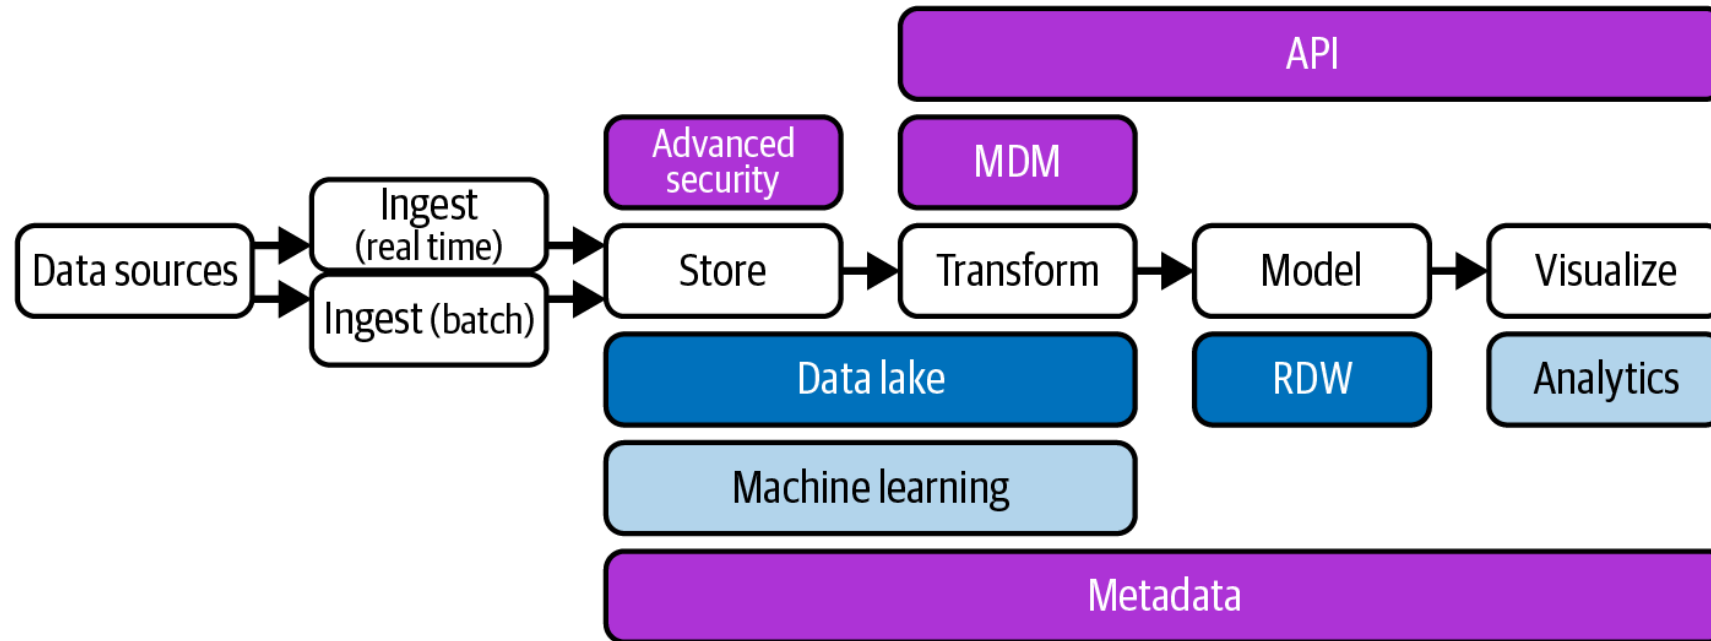 API
Advanced
security
MDM
Ingest
(real time)
Data sources
Ingest (batch)
Store
Transform
Model
Visualize
Data lake
RDW
Analytics
Machine learning
Metadata